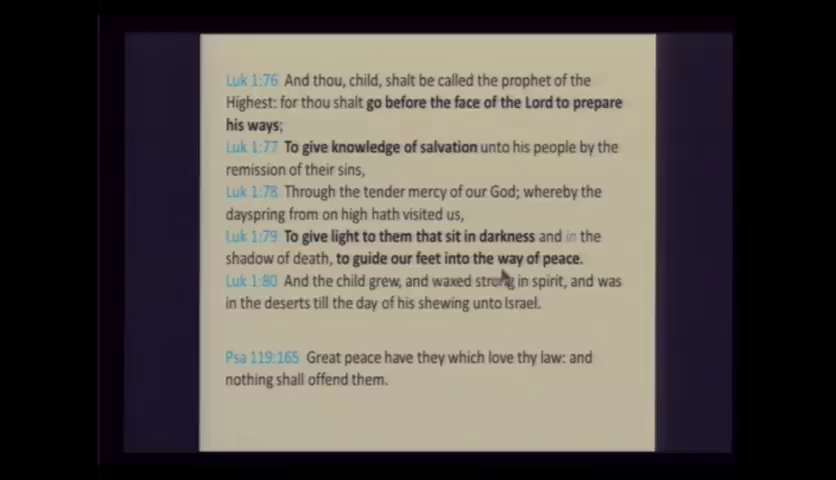 Luk 1:76 And thou, child, shalt be called the prophet of the
Highest: for thou shalt go before the face of the Lord to prepare
his ways;
Luk 1:77 To give knowledge of salvation unto his people by the
remission of their sins,
Luk 1:78 Through the tender mercy of our God; whereby the
dayspring from on high hath visited us,
Luk 1:79 To give light to them that sit in darkness and in the
shadow of death, to guide our feet into the way of peace.
Luk 1:80 And the child grew, and waxed strong in spirit, and was
in the deserts till the day of his shewing unto Israel.
Psa 119:165 Great peace have they which love thy law: and
nothing shall offend them.